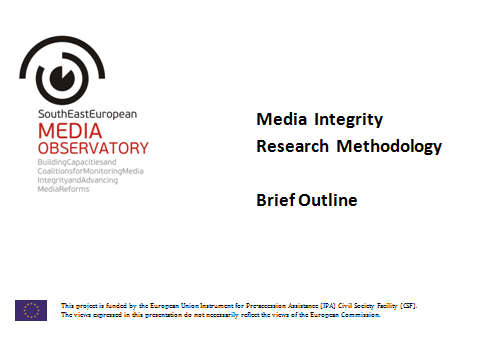 SouthEastEuropean
MEDIA
OBSERVATORY
BuildingCapacitiesand
CoalitionsforMonitoringMedia
IntegrityandAdvancing
MediaReforms
Media Integrity
Research Methodology
Brief Outline
This project is funded by the European Union Instrument for Pre-accession Assistance [IPA] Civil Society Facility [CSF].
The views expressed in this presentation do not necessarily reflect the views of the European Commission.